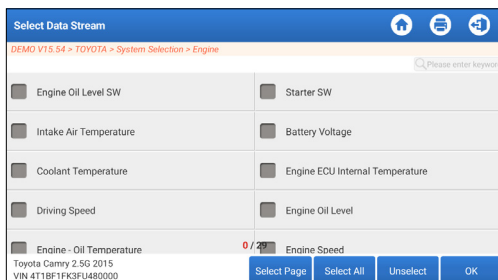 Select Data Stream
DEMO V15.54 > TOYOTA > System Selection > Engine
Please enter keywor
Engine Oil Level SW
Starter SW
Intake Air Temperature
Battery Voltage
Coolant Temperature
Engine ECU Internal Temperature
Driving Speed
Engine Oil Level
Engine - Oil Temperature
0 / 29
Engine Speed
Toyota Camry 2.5G 2015
VIN 4T1BF1FK3FU480000
Select Page
Select All
Unselect
OK